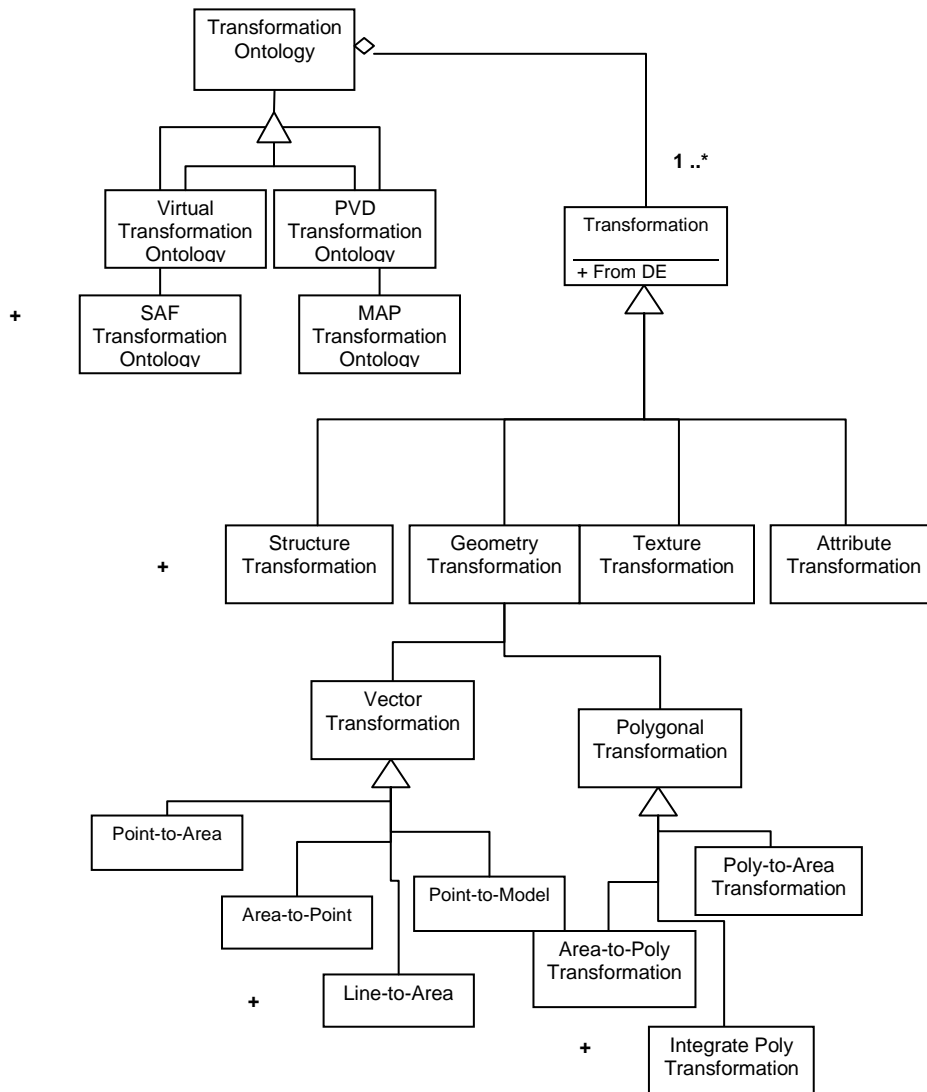 Transformation
Ontology
1 ..*
Virtual
Transformation
Ontology
PVD
Transformation
Ontology
Transformation
+ From DE
+
SAF
Transformation
Ontology
MAP
Transformation
Ontology
+
Structure
Transformation
Geometry
Transformation
Texture
Transformation
Attribute
Transformation
Vector
Transformation
Polygonal
Transformation
Point-to-Area
Area-to-Point
Point-to-Model
Poly-to-Area
Transformation
Area-to-Poly
Transformation
+
Line-to-Area
+
Integrate Poly
Transformation